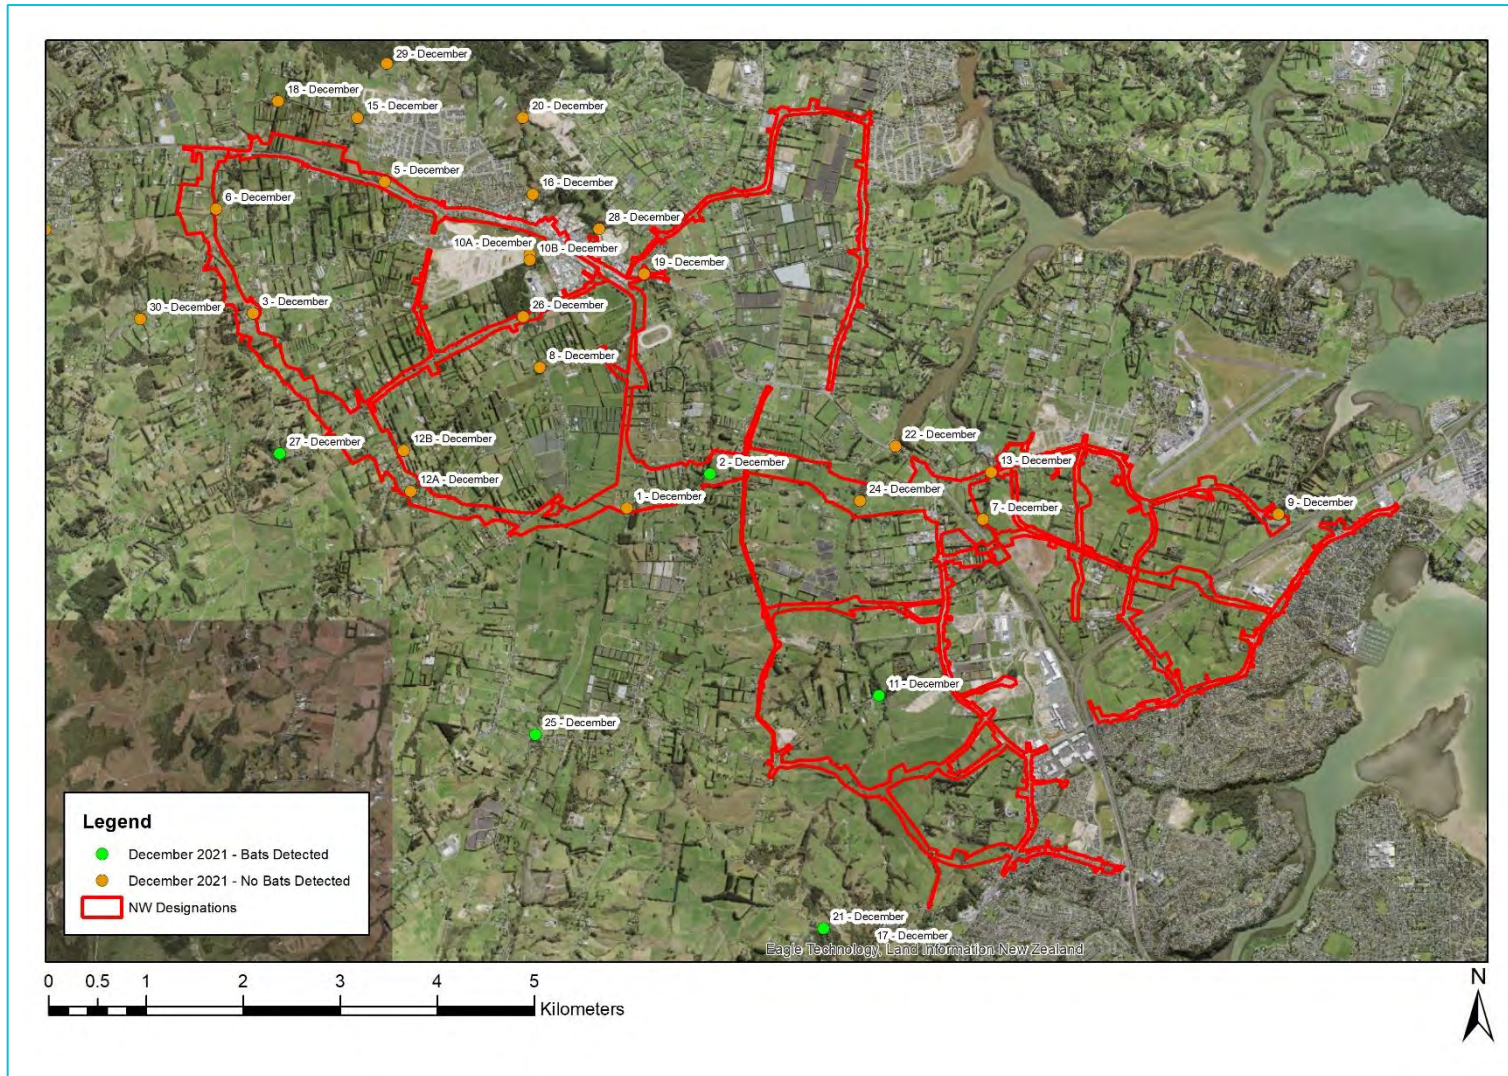 29 - December
18 - December
15 - December
20 - December
5 - December
16 - December
6 - December
28 - December
10A - December
10B - December
19 - December
30 - December
3 - December
26 - December
8 - December
27 - December
12B - December
22 - December
2 - December
13 - December
12A - December
1 - December
24 - December
9 - December
7 - December
11 - December
25 - December
21 - December
17 - December
Eagle Technology, Land Information New Zealand
Legend
December 2021 - Bats Detected
December 2021 - No Bats Detected
NW Designations
0 0.5 1 2 3 4 5
Kilometers
N